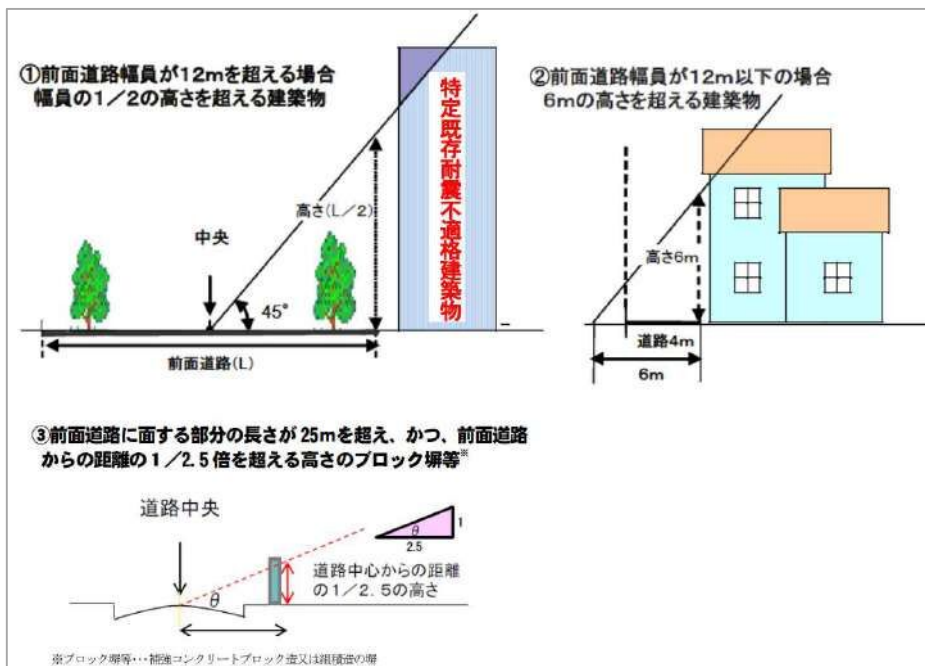 ①前面道路幅員が12mを超える場合
幅員の1／2の高さを超える建築物
特定既存耐震不適格建築物
高さ(L／2)
中央
45°
前面道路(L)
②前面道路幅員が12m以下の場合
6mの高さを超える建築物
高さ6m
道路4m
6m
③前面道路に面する部分の長さが25mを超え、かつ、前面道路
からの距離の1／2.5倍を超える高さのブロック塀等※
道路中央
θ
1
2.5
道路中心からの距離
の1／2．5の高さ
θ
※ブロック塀等･･･補強コンクリートブロック造又は組積造の塀